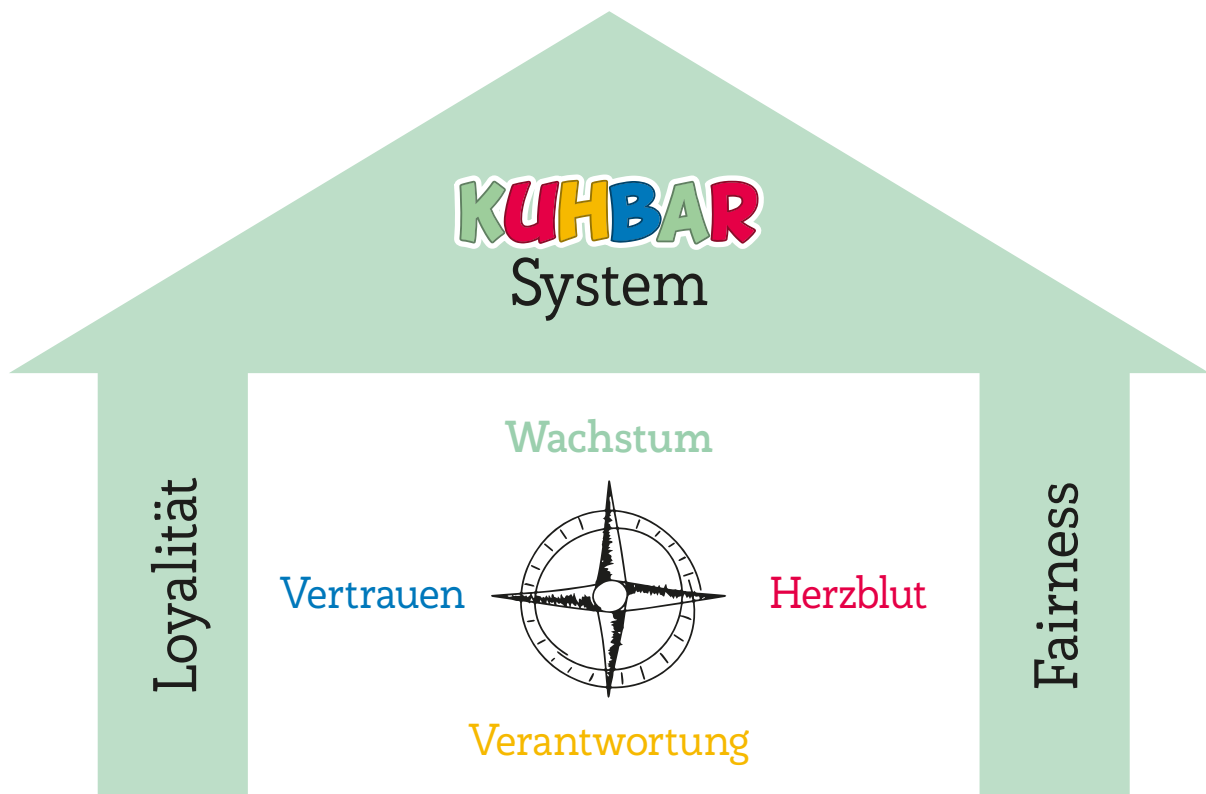 KUHBAR
System
Wachstum
Loyalität
Vertrauen
Herzblut
Fairness
Verantwortung